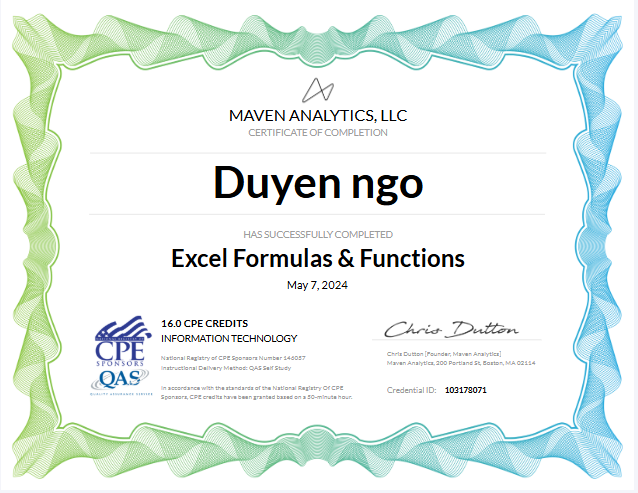 MAVEN ANALYTICS, LLC
CERTIFICATE OF COMPLETION
Duyen ngo
HAS SUCCESSFULLY COMPLETED
Excel Formulas & Functions
May 7, 2024
NATIONAL REGISTRY OF
CPE
SPONSORS
QAS
QUALITY ASSURANCE SERVICE
16.0 CPE CREDITS
INFORMATION TECHNOLOGY
National Registry of CPE Sponsors Number 146057
Instructional Delivery Method: QAS Self Study
In accordance with the standards of the National Registry Of CPE
Sponsors, CPE credits have been granted based on a 50-minute hour.
Chris Dutton
Chris Dutton [Founder, Maven Analytics]
Maven Analytics, 200 Portland St, Boston, MA 02114
Credential ID: 103178071